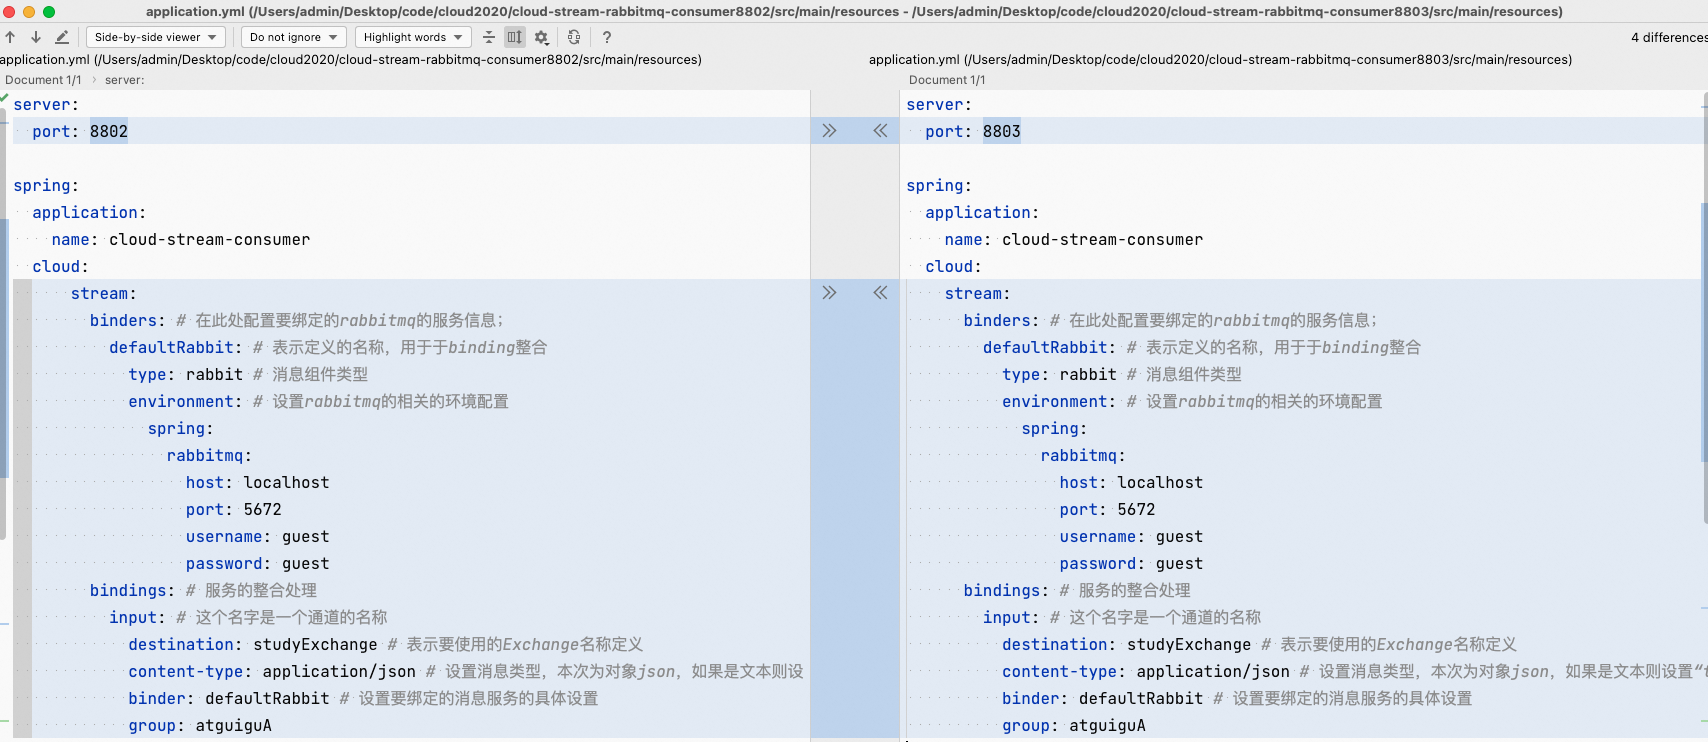 application.yml (/Users/admin/Desktop/code/cloud2020/cloud-stream-rabbitmq-consumer8802/src/main/resources - /Users/admin/Desktop/code/cloud2020/cloud-stream-rabbitmq-consumer8803/src/main/resources)
Side-by-side viewer Do not ignore Highlight words ? 4 differences
application.yml (/Users/admin/Desktop/code/cloud2020/cloud-stream-rabbitmq-consumer8802/src/main/resources)
Document 1/1 › server:
server:
  port: 8802

spring:
  application:
    name: cloud-stream-consumer
  cloud:
      stream:
        binders: # 在此处配置要绑定的rabbitmq的服务信息；
          defaultRabbit: # 表示定义的名称，用于于binding整合
            type: rabbit # 消息组件类型
            environment: # 设置rabbitmq的相关的环境配置
              spring:
                rabbitmq:
                  host: localhost
                  port: 5672
                  username: guest
                  password: guest
        bindings: # 服务的整合处理
          input: # 这个名字是一个通道的名称
            destination: studyExchange # 表示要使用的Exchange名称定义
            content-type: application/json # 设置消息类型，本次为对象json，如果是文本则设
            binder: defaultRabbit # 设置要绑定的消息服务的具体设置
            group: atguiguA
application.yml (/Users/admin/Desktop/code/cloud2020/cloud-stream-rabbitmq-consumer8803/src/main/resources)
Document 1/1
server:
  port: 8803

spring:
  application:
    name: cloud-stream-consumer
  cloud:
    stream:
      binders: # 在此处配置要绑定的rabbitmq的服务信息；
        defaultRabbit: # 表示定义的名称，用于于binding整合
          type: rabbit # 消息组件类型
          environment: # 设置rabbitmq的相关的环境配置
            spring:
              rabbitmq:
                host: localhost
                port: 5672
                username: guest
                password: guest
      bindings: # 服务的整合处理
        input: # 这个名字是一个通道的名称
          destination: studyExchange # 表示要使用的Exchange名称定义
          content-type: application/json # 设置消息类型，本次为对象json，如果是文本则设置“t
          binder: defaultRabbit # 设置要绑定的消息服务的具体设置
          group: atguiguA